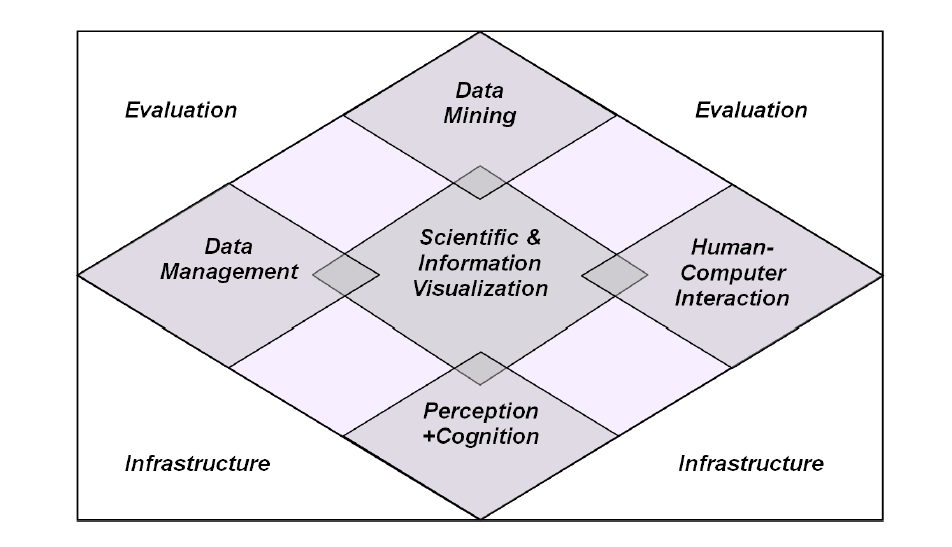 Evaluation
Data
Mining
Evaluation
Data
Management
Scientific &
Information
Visualization
Human-
Computer
Interaction
Perception
+Cognition
Infrastructure
Infrastructure